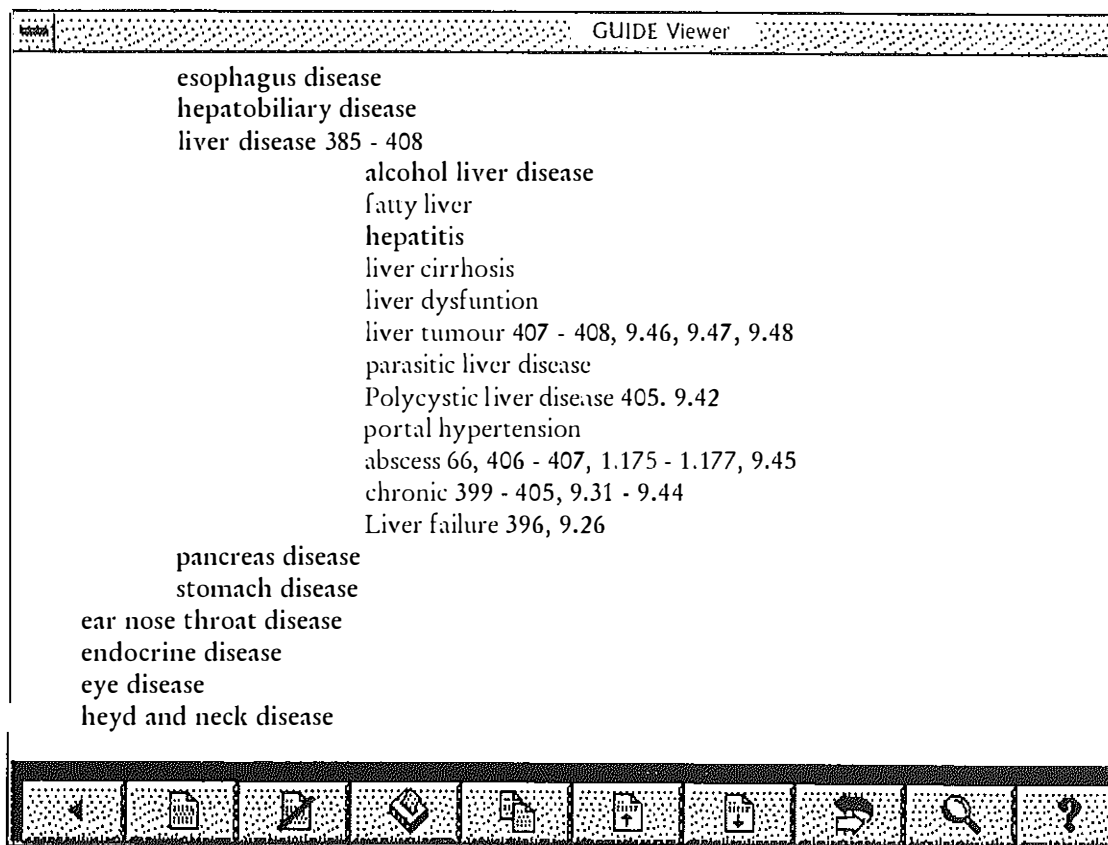 GUIDE Viewer
esophagus disease
hepatobiliary disease
liver disease 385 - 408
alcohol liver disease
fatty liver
hepatitis
liver cirrhosis
liver dysfuntion
liver tumour 407 - 408, 9.46, 9.47, 9.48
parasitic liver disease
Polycystic liver disease 405. 9.42
portal hypertension
abscess 66, 406 - 407, 1.175 - 1.177, 9.45
chronic 399 - 405, 9.31 - 9.44
Liver failure 396, 9.26
pancreas disease
stomach disease
ear nose throat disease
endocrine disease
eye disease
heyd and neck disease
?